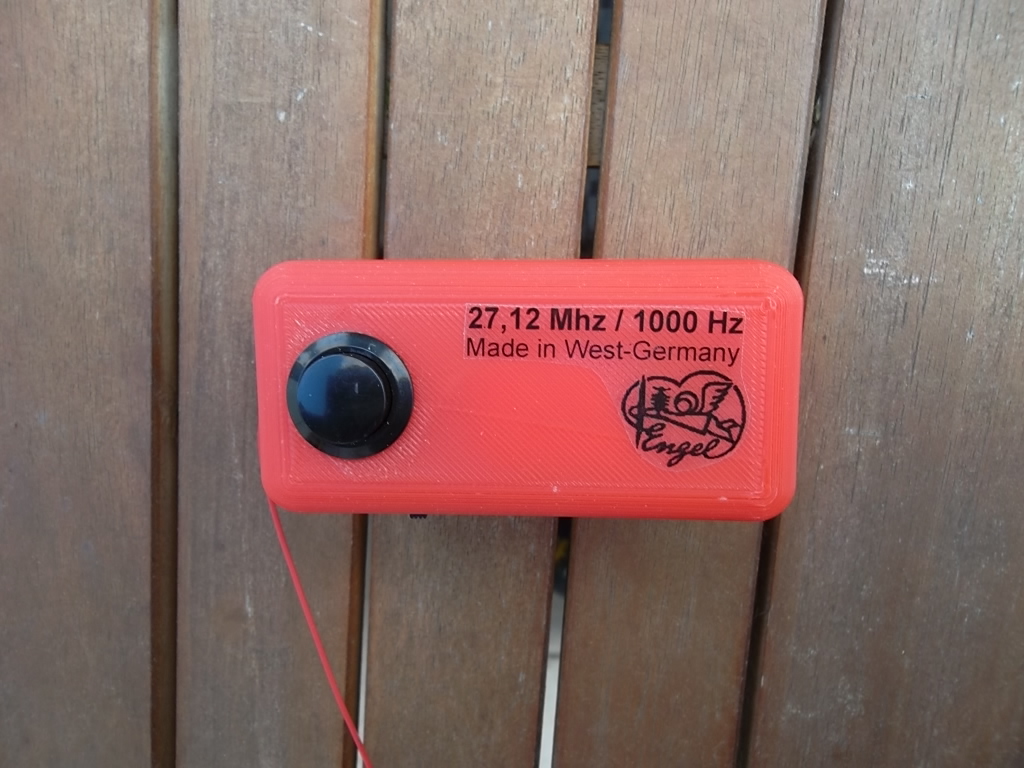 27,12 Mhz / 1000 Hz
Made in West-Germany
Engel